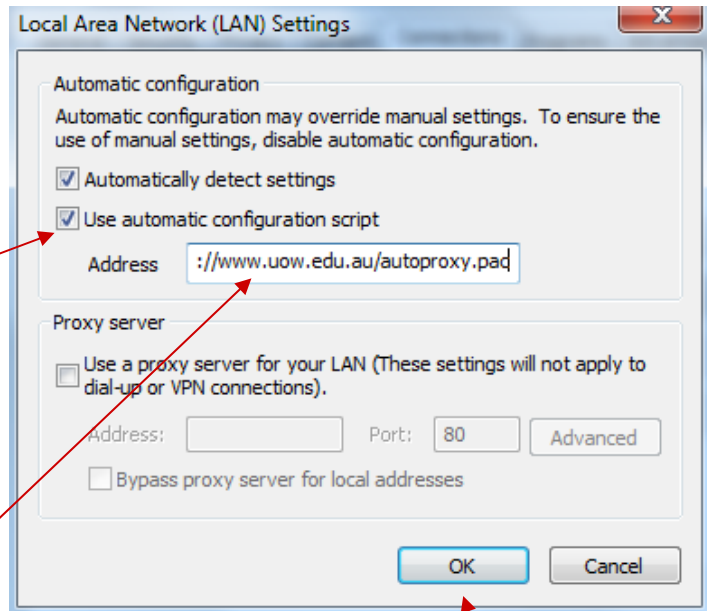 Local Area Network (LAN) Settings
Automatic configuration
Automatic configuration may override manual settings. To ensure the
use of manual settings, disable automatic configuration.
Automatically detect settings
Use automatic configuration script
Address ://www.uow.edu.au/autoproxy.pac
Proxy server
Use a proxy server for your LAN (These settings will not apply to
dial-up or VPN connections).
Address: Port: 80 Advanced
Bypass proxy server for local addresses
OK Cancel